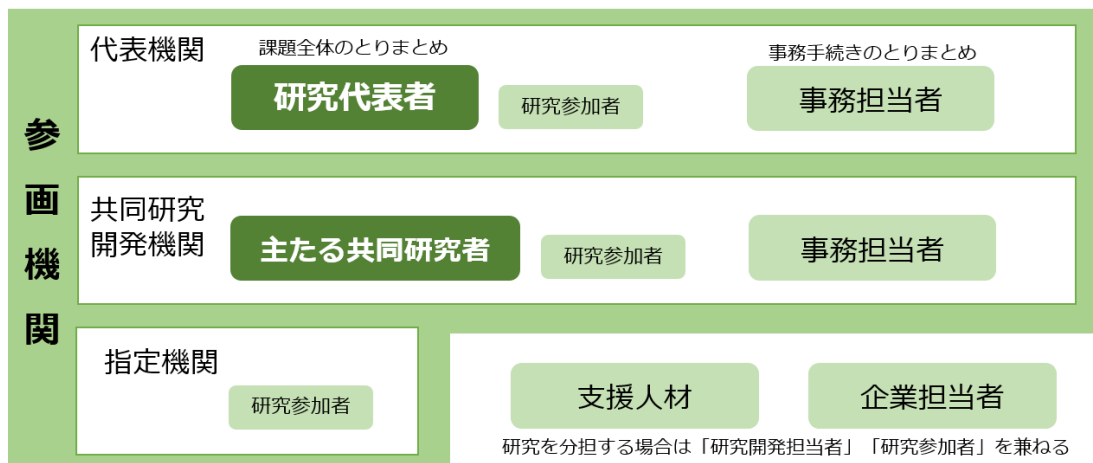 参画機関
代表機関
課題全体のとりまとめ
研究代表者
研究参加者
事務手続きのとりまとめ
事務担当者
共同研究
開発機関
主たる共同研究者
研究参加者
事務担当者
指定機関
研究参加者
支援人材
企業担当者
研究を分担する場合は「研究開発担当者」「研究参加者」を兼ねる